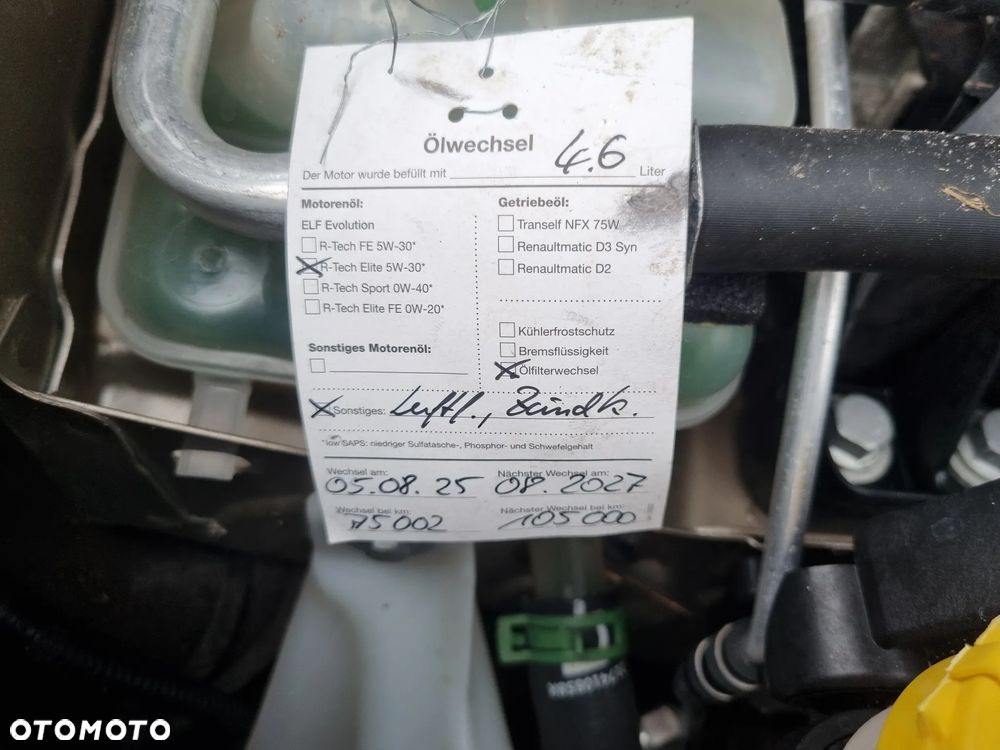 Ölwechsel
Der Motor wurde befüllt mit 4.6 Liter
Motorenöl:
ELF Evolution
R-Tech FE 5W-30*
R-Tech Elite 5W-30*
R-Tech Sport 0W-40*
R-Tech Elite FE 0W-20*
Sonstiges Motorenöl:
Getriebeöl:
Tranself NFX 75W
Renaultmatic D3 Syn
Renaultmatic D2
Kühlerfrostschutz
Bremsflüssigkeit
Ölfilterwechsel
Sonstiges: Luftf., Zündk.
*low SAPS: niedriger Sulfatasche-, Phosphor- und Schwefelgehalt
Wechsel am: Nächster Wechsel am:
05.08.25 08.2027
Wechsel bei km: Nächster Wechsel bei km:
75002 105000
OTOMOTO